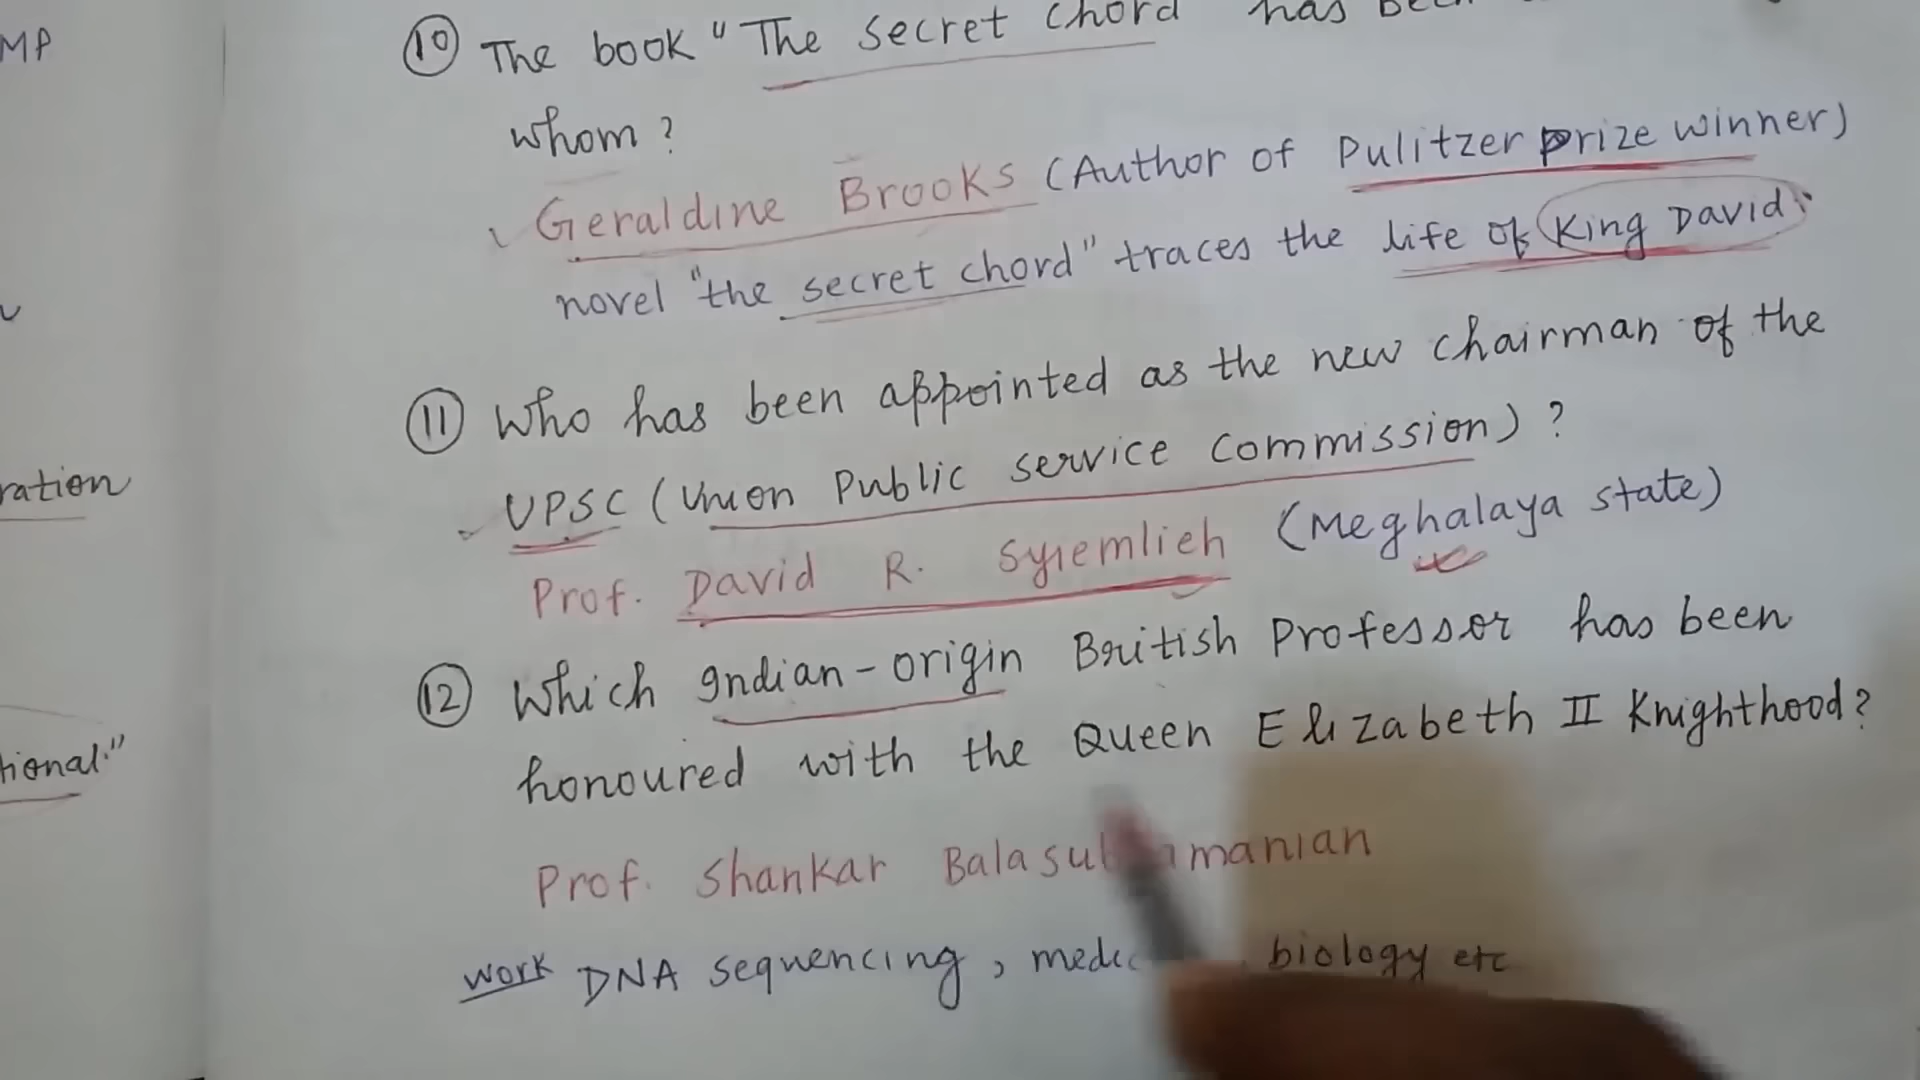 MP
ration
tional."
⑩ The book "The secret chord has been
whom?
Geraldine Brooks (Author of Pulitzer prize winner)
novel "the secret chord" traces the life of King David.
⑪ Who has been appointed as the new chairman of the
UPSC (Union Public service commission)?
Prof. David R. Syiemlieh (Meghalaya state)
⑫ Which Indian-origin British Professor has been
honoured with the Queen Elizabeth II Knighthood?
Prof. Shankar
work DNA sequencing, biology etc